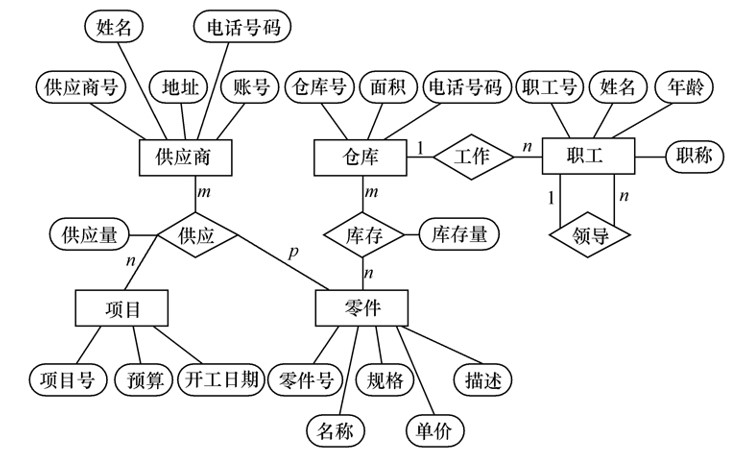 姓名
电话号码
供应商号
地址
账号
仓库号
面积
电话号码
职工号
姓名
年龄
供应商
仓库
1
工作
n
职工
职称
m
m
1
n
供应量
供应
库存
库存量
领导
n
p
n
项目
零件
项目号
预算
开工日期
零件号
规格
描述
名称
单价